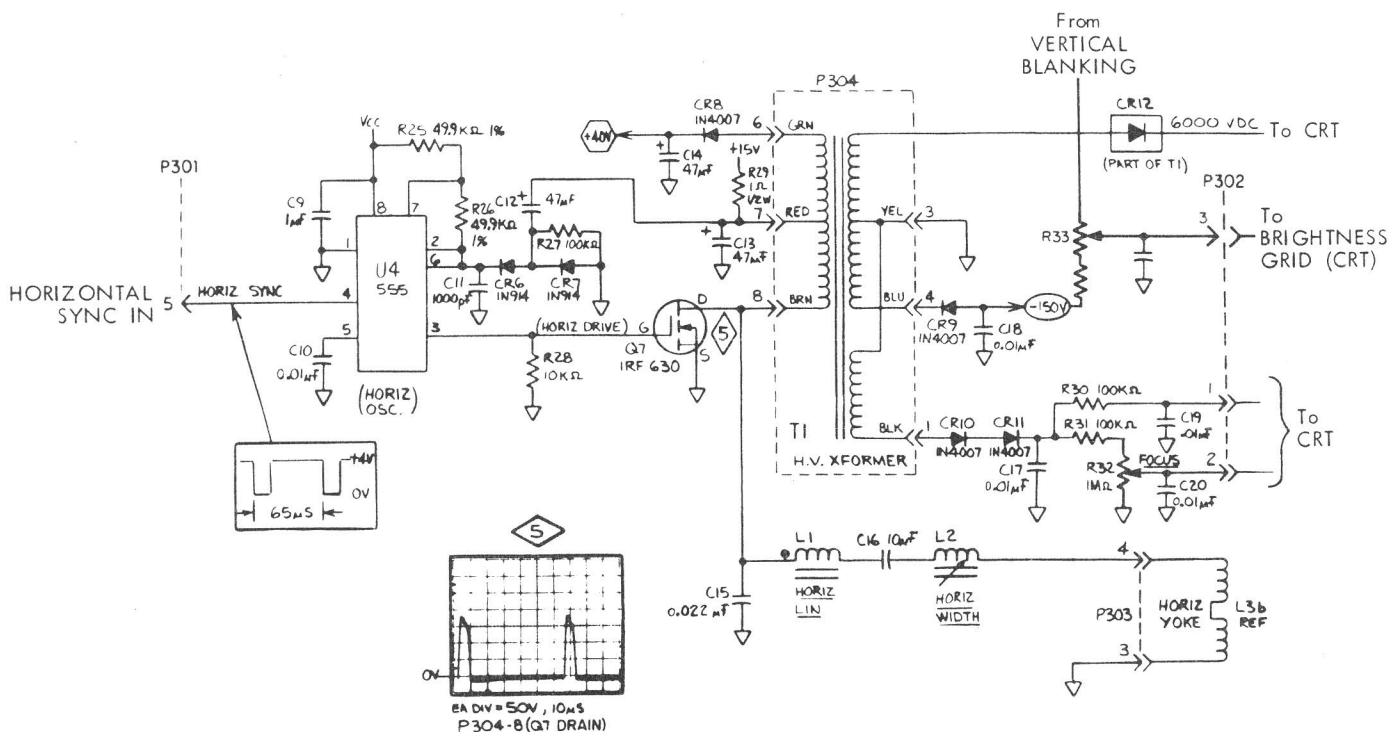 From
VERTICAL
BLANKING
P304
CR8
1N4007
6
GRN
+40V
C14
47µF
+15V
R29
1Ω
1/2W
7
RED
C13
47µF
8
BRN
CR12
6000 VDC
To CRT
(PART OF T1)
P302
3
To
BRIGHTNESS
GRID (CRT)
R33
YEL
3
BLU
4
-150V
CR9
1N4007
C18
0.01µF
VCC
R25 49.9KΩ 1%
P301
C9
1µF
8
7
R26
49.9KΩ
1%
C12
47µF
R27 100KΩ
1
2
6
U4
555
C11
1000pF
CR6
1N914
CR7
1N914
HORIZONTAL
SYNC IN
5
HORIZ SYNC
4
5
3
(HORIZ DRIVE)
G
D
S
5
Q7
IRF 630
C10
0.01µF
R28
10KΩ
(HORIZ
OSC.)
+4V
0V
65µS
T1
H.V. XFORMER
BLK
1
CR10
1N4007
CR11
1N4007
R30 100KΩ
R31 100KΩ
C17
0.01µF
R32
1MΩ
FOCUS
C19
.01µF
C20
0.01µF
1
2
To
CRT
5
0V
EA DIV = 50V, 10µS
P304-8 (Q7 DRAIN)
C15
0.022µF
L1
HORIZ
LIN
C16 10µF
L2
HORIZ
WIDTH
4
P303
3
HORIZ
YOKE
L3b
REF